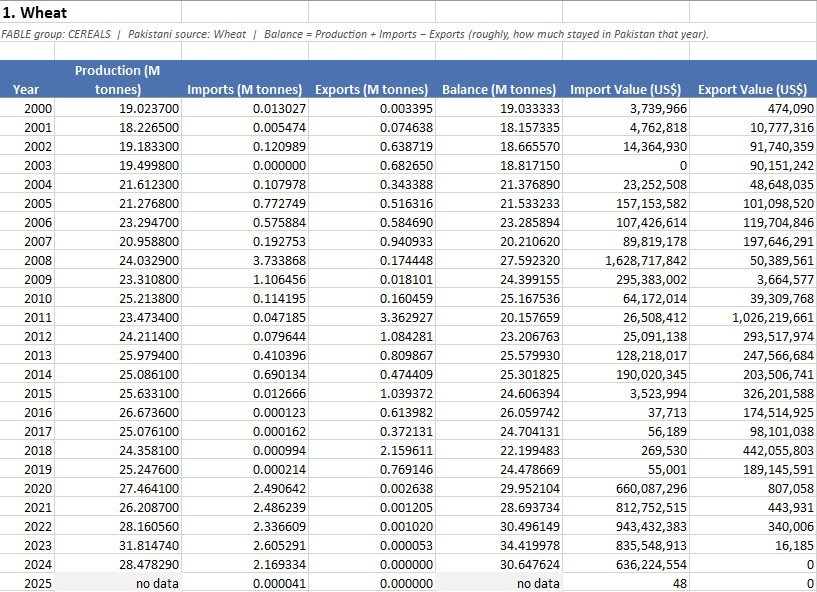 1. Wheat
FABLE group: CEREALS | Pakistani source: Wheat | Balance = Production + Imports − Exports (roughly, how much stayed in Pakistan that year).
Year Production (M tonnes) Imports (M tonnes) Exports (M tonnes) Balance (M tonnes) Import Value (US$) Export Value (US$)
2000 19.023700 0.013027 0.003395 19.033333 3,739,966 474,090
2001 18.226500 0.005474 0.074638 18.157335 4,762,818 10,777,316
2002 19.183300 0.120989 0.638719 18.665570 14,364,930 91,740,359
2003 19.499800 0.000000 0.682650 18.817150 0 90,151,242
2004 21.612300 0.107978 0.343388 21.376890 23,252,508 48,648,035
2005 21.276800 0.772749 0.516316 21.533233 157,153,582 101,098,520
2006 23.294700 0.575884 0.584690 23.285894 107,426,614 119,704,846
2007 20.958800 0.192753 0.940933 20.210620 89,819,178 197,646,291
2008 24.032900 3.733868 0.174448 27.592320 1,628,717,842 50,389,561
2009 23.310800 1.106456 0.018101 24.399155 295,383,002 3,664,577
2010 25.213800 0.114195 0.160459 25.167536 64,172,014 39,309,768
2011 23.473400 0.047185 3.362927 20.157659 26,508,412 1,026,219,661
2012 24.211400 0.079644 1.084281 23.206763 25,091,138 293,517,974
2013 25.979400 0.410396 0.809867 25.579930 128,218,017 247,566,684
2014 25.086100 0.690134 0.474409 25.301825 190,020,345 203,506,741
2015 25.633100 0.012666 1.039372 24.606394 3,523,994 326,201,588
2016 26.673600 0.000123 0.613982 26.059742 37,713 174,514,925
2017 25.076100 0.000162 0.372131 24.704131 56,189 98,101,038
2018 24.358100 0.000994 2.159611 22.199483 269,530 442,055,803
2019 25.247600 0.000214 0.769146 24.478669 55,001 189,145,591
2020 27.464100 2.490642 0.002638 29.952104 660,087,296 807,058
2021 26.208700 2.486239 0.001205 28.693734 812,752,515 443,931
2022 28.160560 2.336609 0.001020 30.496149 943,432,383 340,006
2023 31.814740 2.605291 0.000053 34.419978 835,548,913 16,185
2024 28.478290 2.169334 0.000000 30.647624 636,224,554 0
2025 no data 0.000041 0.000000 no data 48 0